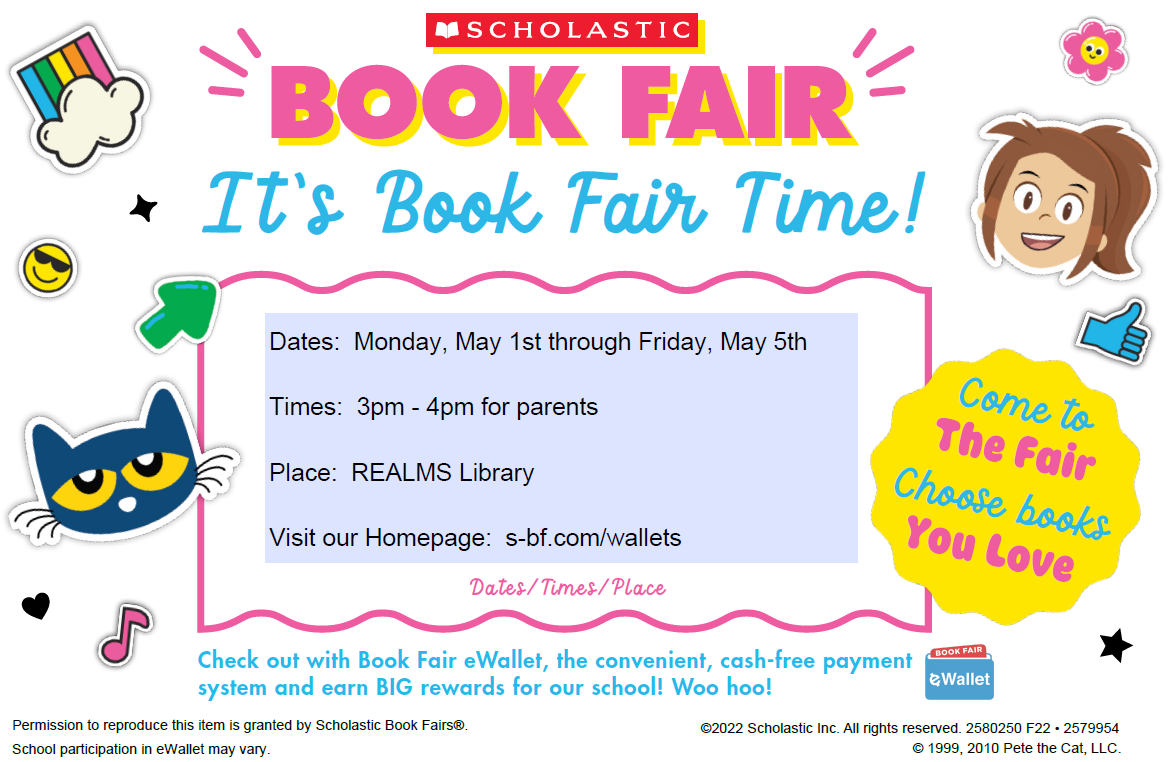 SCHOLASTIC
BOOK FAIR
It's Book Fair Time!
Dates: Monday, May 1st through Friday, May 5th
Times: 3pm - 4pm for parents
Place: REALMS Library
Visit our Homepage: s-bf.com/wallets
Dates/Times/Place
Come to
The Fair
Choose books
You Love
Check out with Book Fair eWallet, the convenient, cash-free payment
system and earn BIG rewards for our school! Woo hoo!
BOOK FAIR
eWallet
Permission to reproduce this item is granted by Scholastic Book Fairs®.
School participation in eWallet may vary.
©2022 Scholastic Inc. All rights reserved. 2580250 F22 • 2579954
© 1999, 2010 Pete the Cat, LLC.